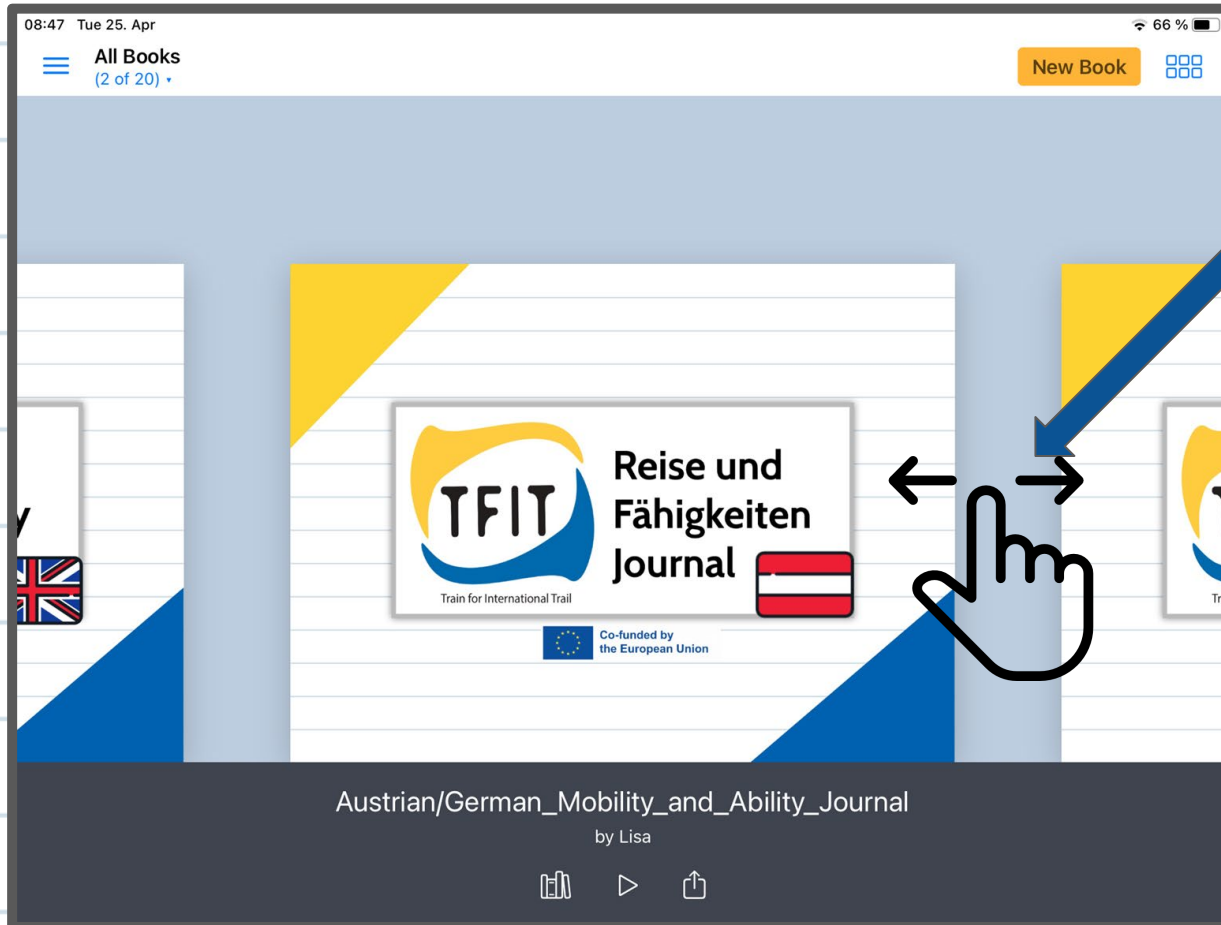 08:47 Tue 25. Apr
66 %
All Books
(2 of 20)
New Book
y
TFIT
Train for International Trail
Reise und
Fähigkeiten
Journal
Co-funded by
the European Union
T
Tr
Austrian/German_Mobility_and_Ability_Journal
by Lisa